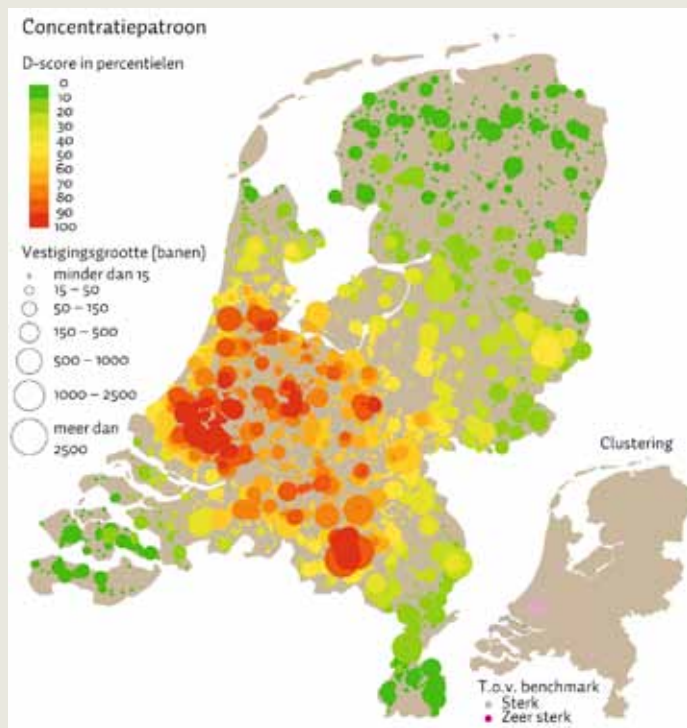 Concentratiepatroon
D-score in percentielen
0
10
20
30
40
50
60
70
80
90
100
Vestigingsgrootte (banen)
minder dan 15
15 – 50
50 – 150
150 – 500
500 – 1000
1000 – 2500
meer dan
2500
Clustering
T.o.v. benchmark
Sterk
Zeer sterk